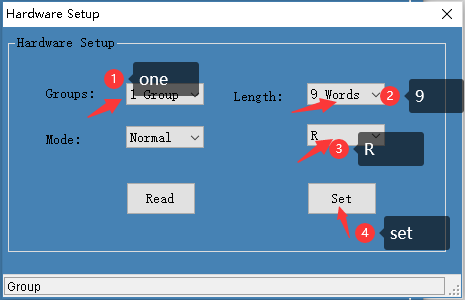 Hardware Setup
Hardware Setup
1 one
Groups: 1 Group
Length: 9 Words 2 9
Mode: Normal
R
3 R
Read
Set
4 set
Group